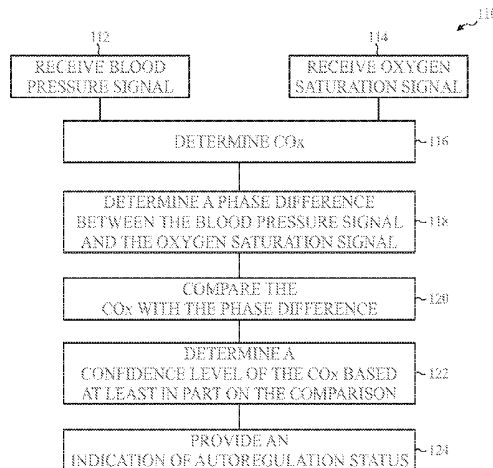 110
112
114
RECEIVE BLOOD
PRESSURE SIGNAL
RECEIVE OXYGEN
SATURATION SIGNAL
DETERMINE COx
116
DETERMINE A PHASE DIFFERENCE
BETWEEN THE BLOOD PRESSURE SIGNAL
AND THE OXYGEN SATURATION SIGNAL
118
COMPARE THE
COx WITH THE PHASE DIFFERENCE
120
DETERMINE A
CONFIDENCE LEVEL OF THE COx BASED
AT LEAST IN PART ON THE COMPARISON
122
PROVIDE AN
INDICATION OF AUTOREGULATION STATUS
124